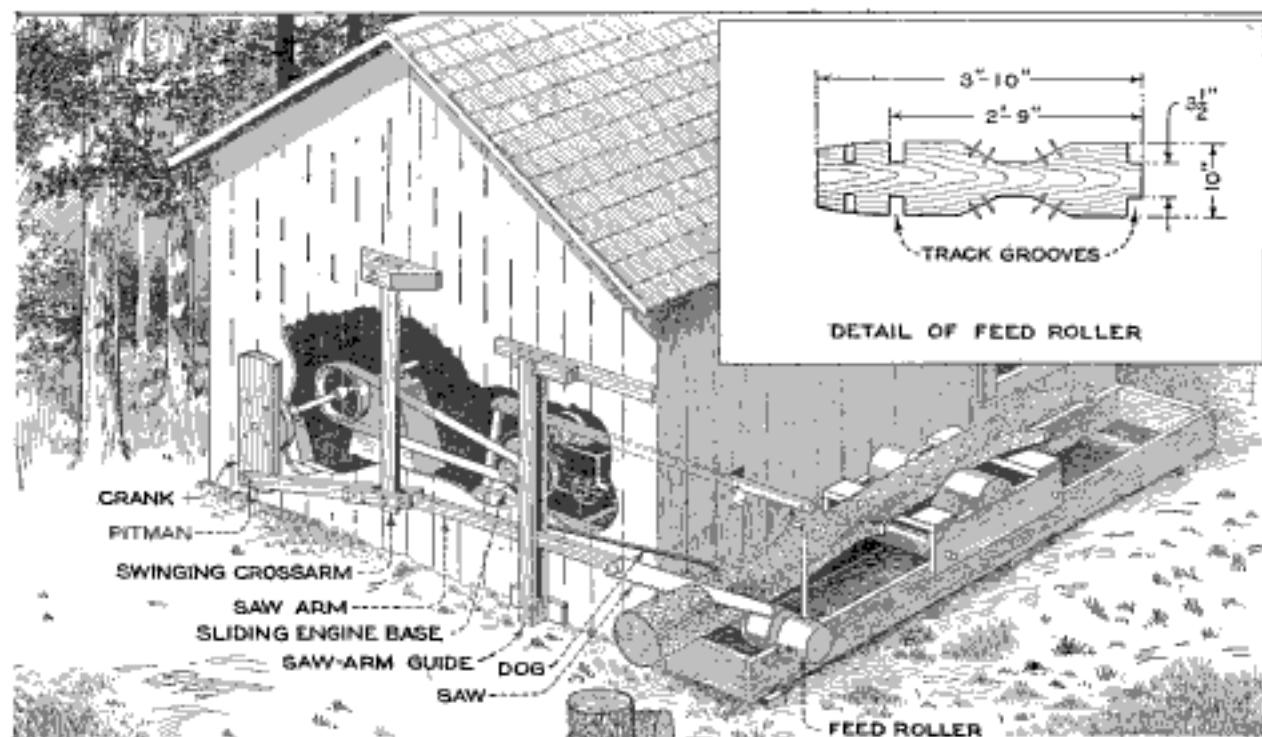 3'-10"
2'-9"
3½"
10"
TRACK GROOVES
DETAIL OF FEED ROLLER
CRANK
PITMAN
SWINGING CROSSARM
SAW ARM
SLIDING ENGINE BASE
SAW-ARM GUIDE
DOG
SAW
FEED ROLLER